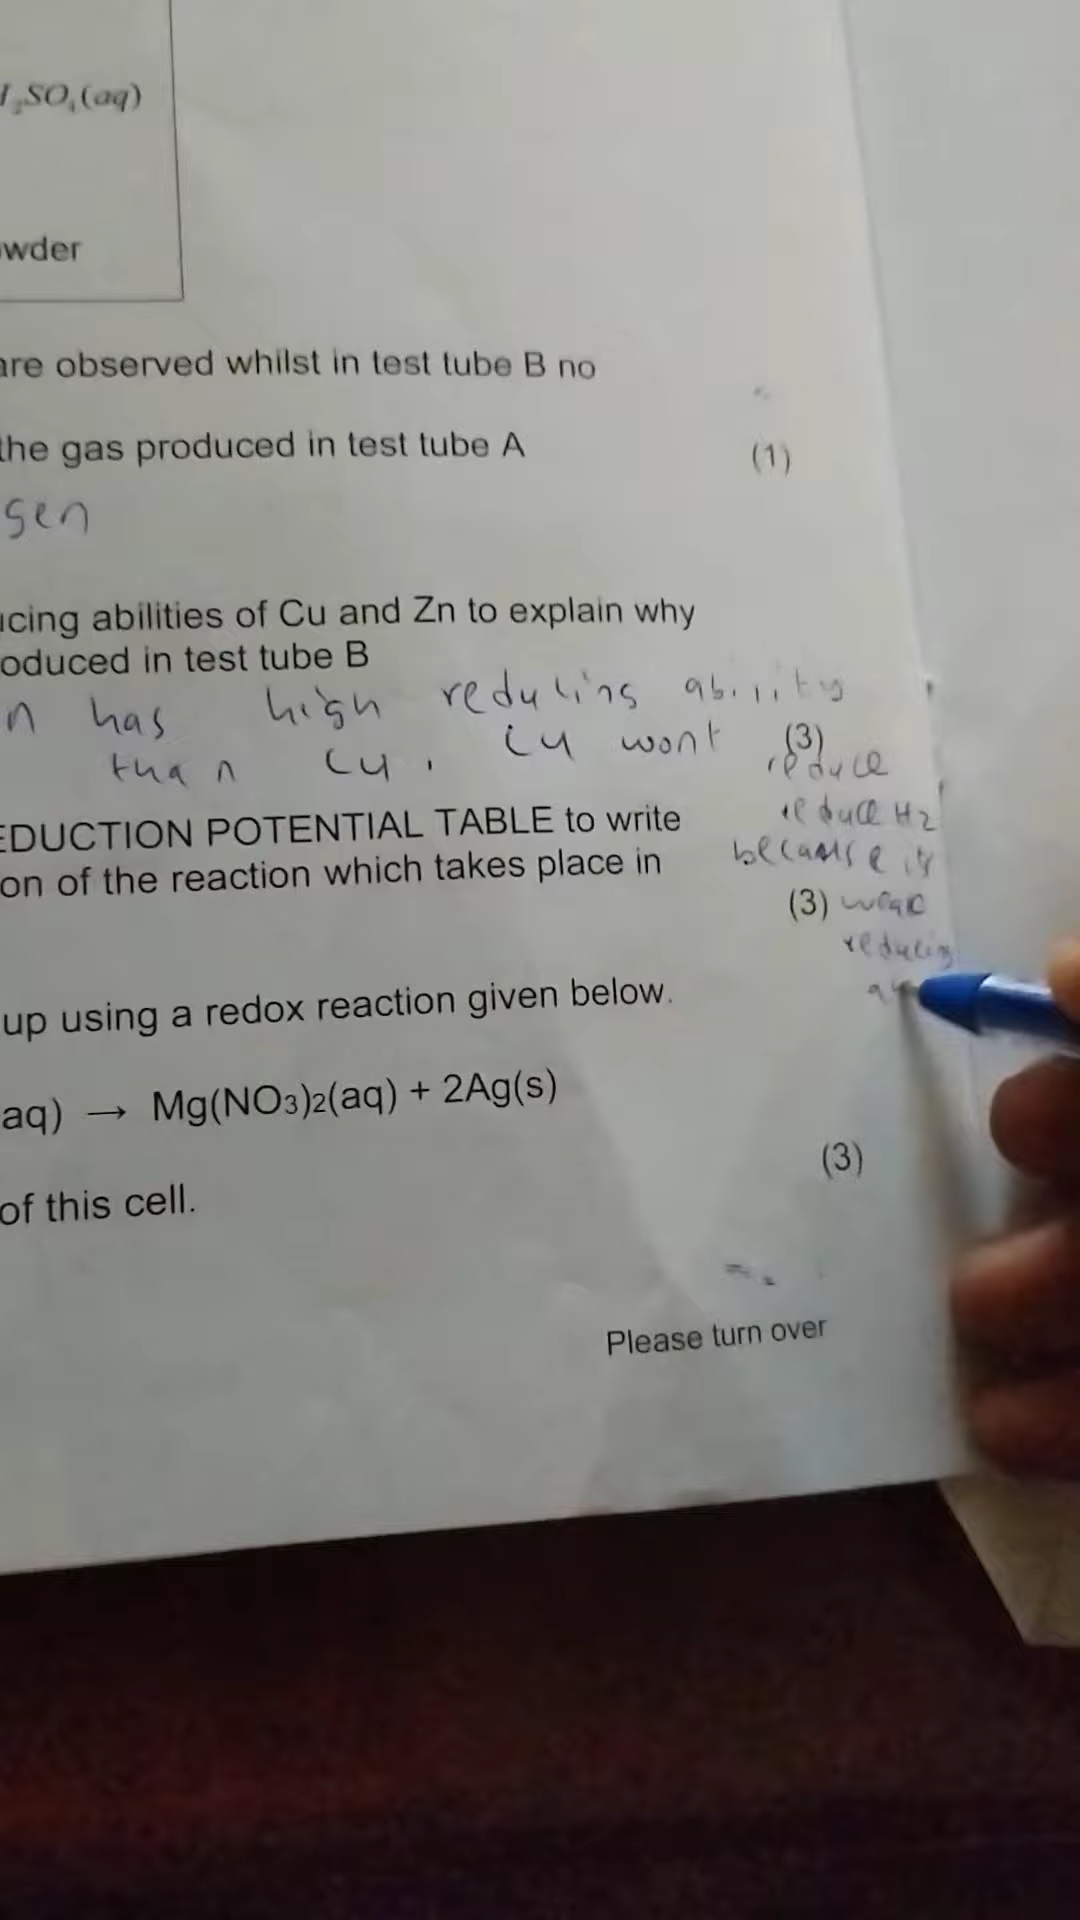 SO₄(aq)
wder
are observed whilst in test tube B no
the gas produced in test tube A
(1)
gen
cing abilities of Cu and Zn to explain why
oduced in test tube B
n has high reducing ability
than Cu. Cu wont (3)
reduce
EDUCTION POTENTIAL TABLE to write
reduce H2
on of the reaction which takes place in
because its
(3) weak
reducing
up using a redox reaction given below.
aq) → Mg(NO3)2(aq) + 2Ag(s)
(3)
of this cell.
Please turn over